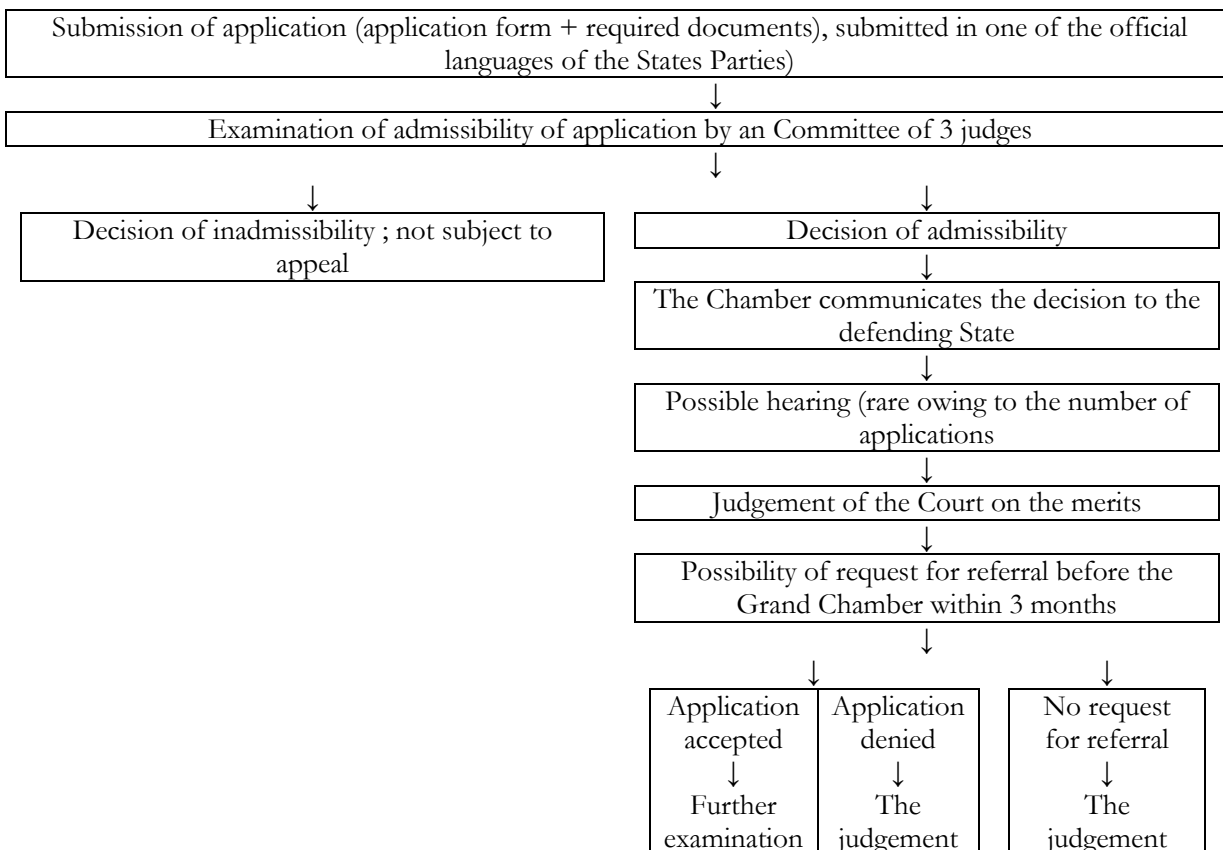 Submission of application (application form + required documents), submitted in one of the official
languages of the States Parties)
↓
Examination of admissibility of application by an Committee of 3 judges
↓
↓ ↓
Decision of inadmissibility ; not subject to
appeal
Decision of admissibility
↓
The Chamber communicates the decision to the
defending State
↓
Possible hearing (rare owing to the number of
applications
↓
Judgement of the Court on the merits
↓
Possibility of request for referral before the
Grand Chamber within 3 months
↓
↓ ↓
Application
accepted
↓
Further
examination
Application
denied
↓
The
judgement
No request
for referral
↓
The
judgement